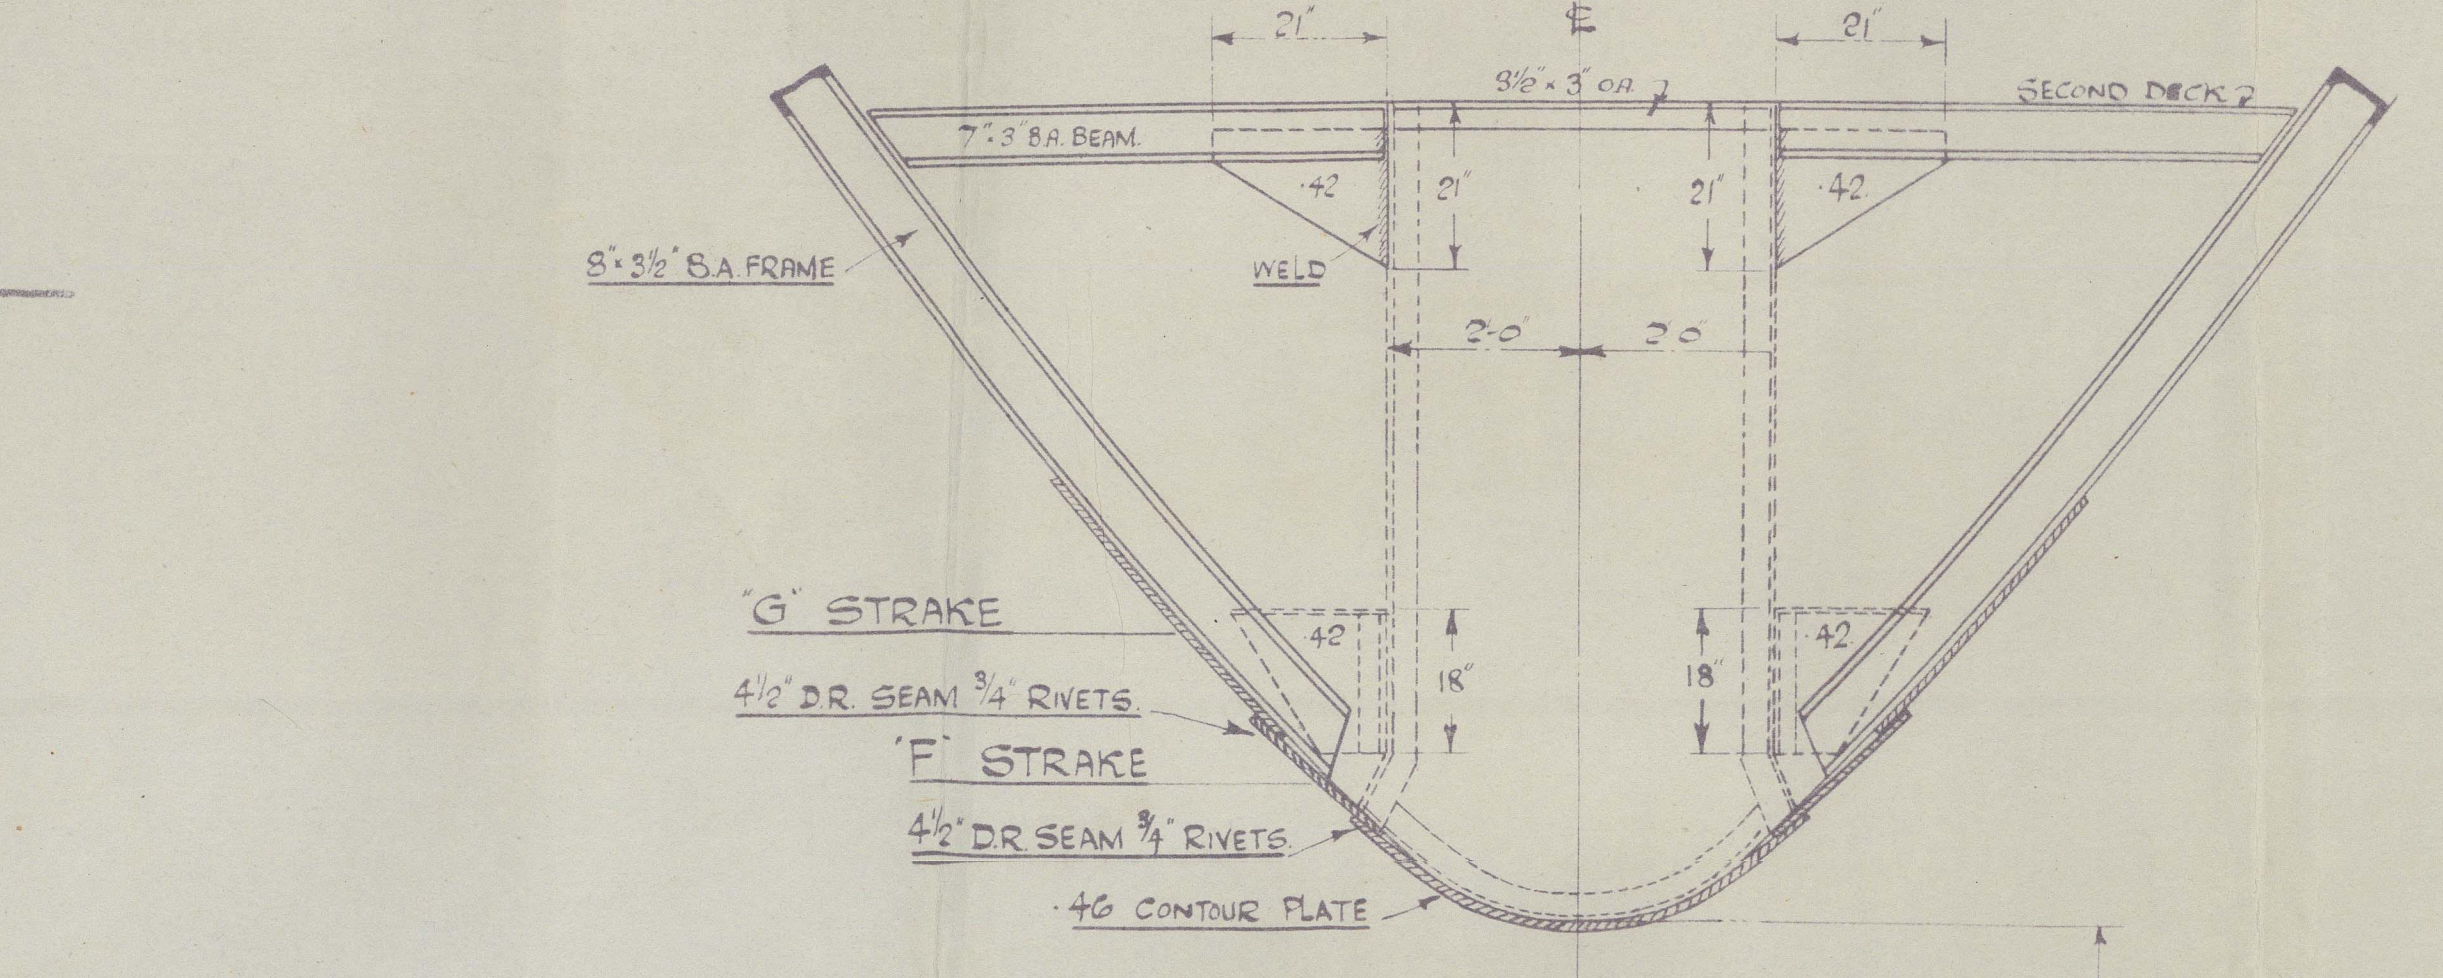 21"
℄
21"
3½" × 3" O.A.
SECOND DECK
7" × 3" B.A. BEAM.
.42
21"
21"
.42.
8" × 3½" B.A. FRAME
WELD
2'-0"
2'0"
"G" STRAKE
.42
.42.
4½" D.R. SEAM ¾" RIVETS.
18"
18"
"F" STRAKE
4½" D.R. SEAM ¾" RIVETS.
.46 CONTOUR PLATE